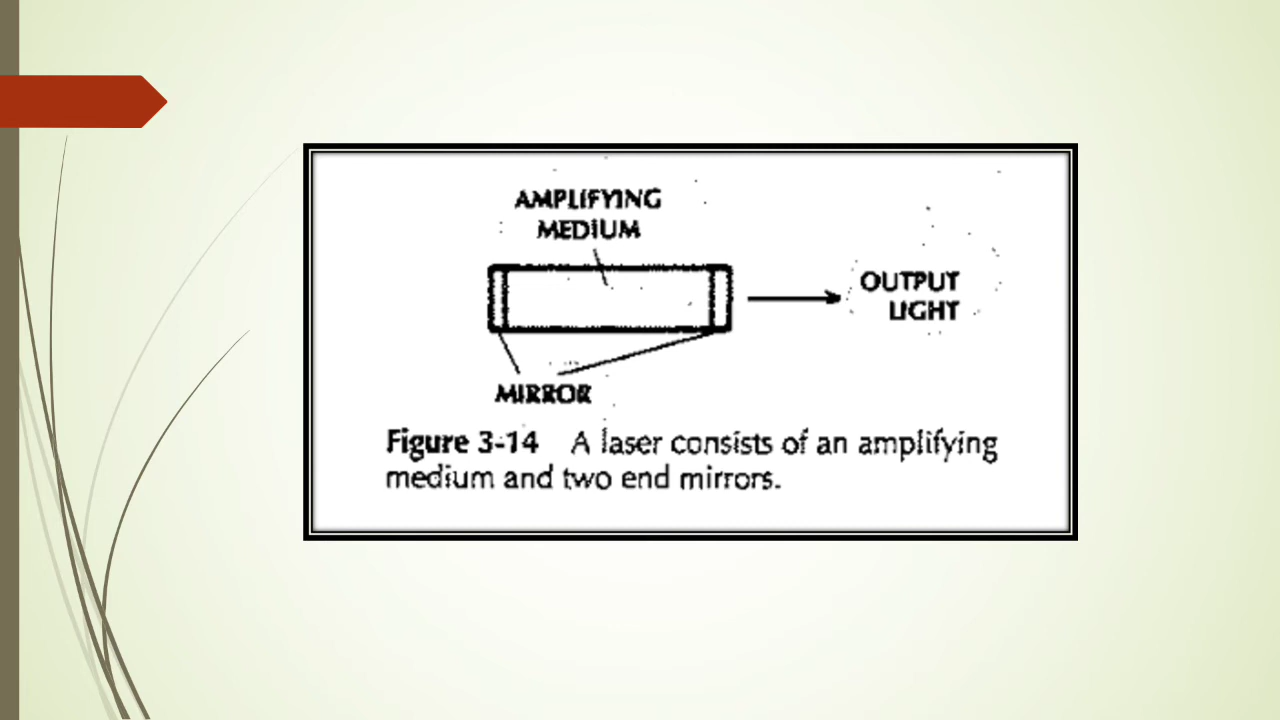 AMPLIFYING
MEDIUM
OUTPUT
LIGHT
MIRROR
Figure 3-14 A laser consists of an amplifying
medium and two end mirrors.